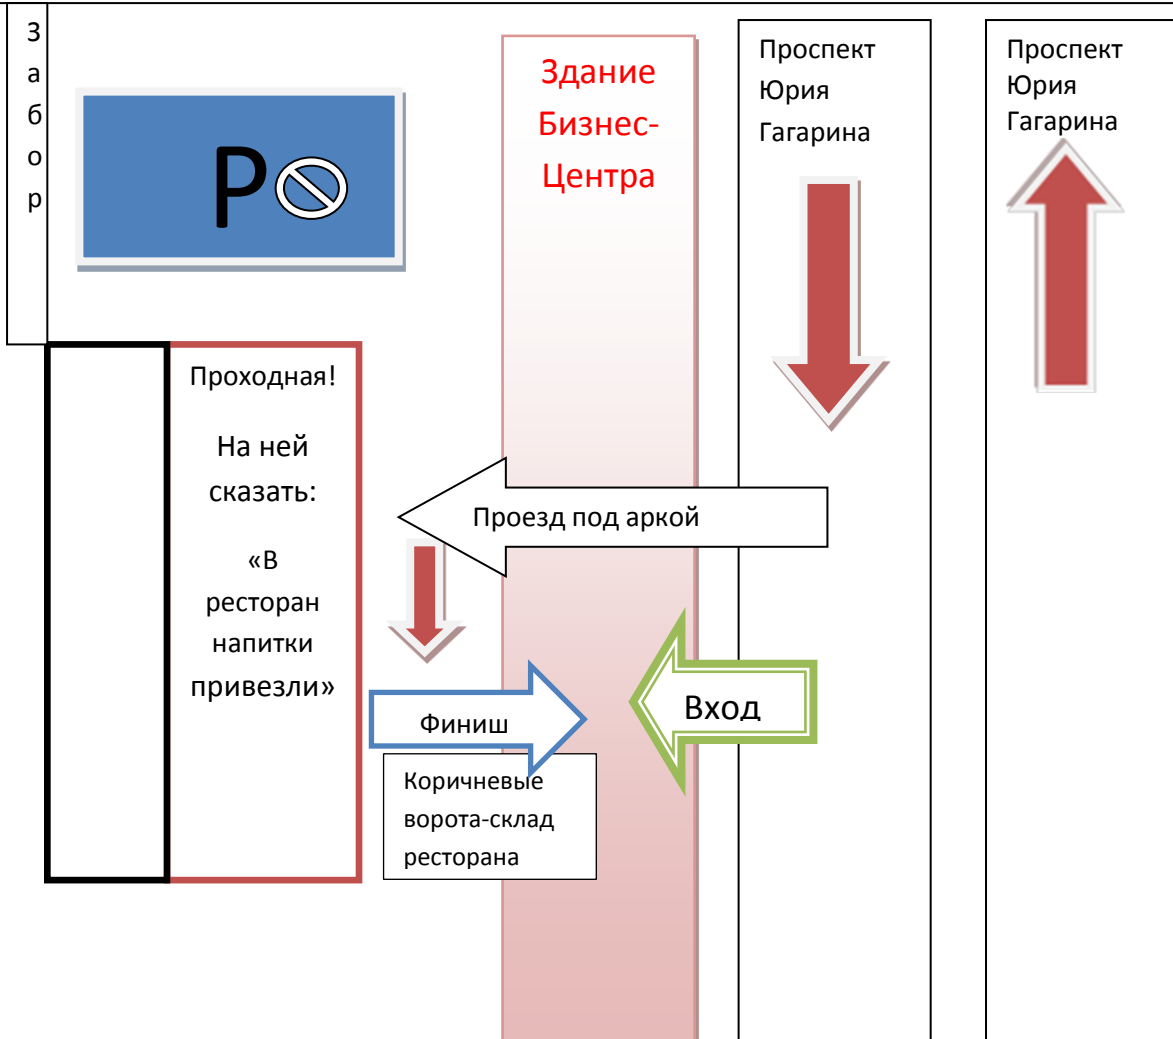 З
а
б
о
р
P
Здание
Бизнес-
Центра
Проспект
Юрия
Гагарина
Проспект
Юрия
Гагарина
Проходная!
На ней
сказать:
«В
ресторан
напитки
привезли»
Проезд под аркой
Финиш
Вход
Коричневые
ворота-склад
ресторана